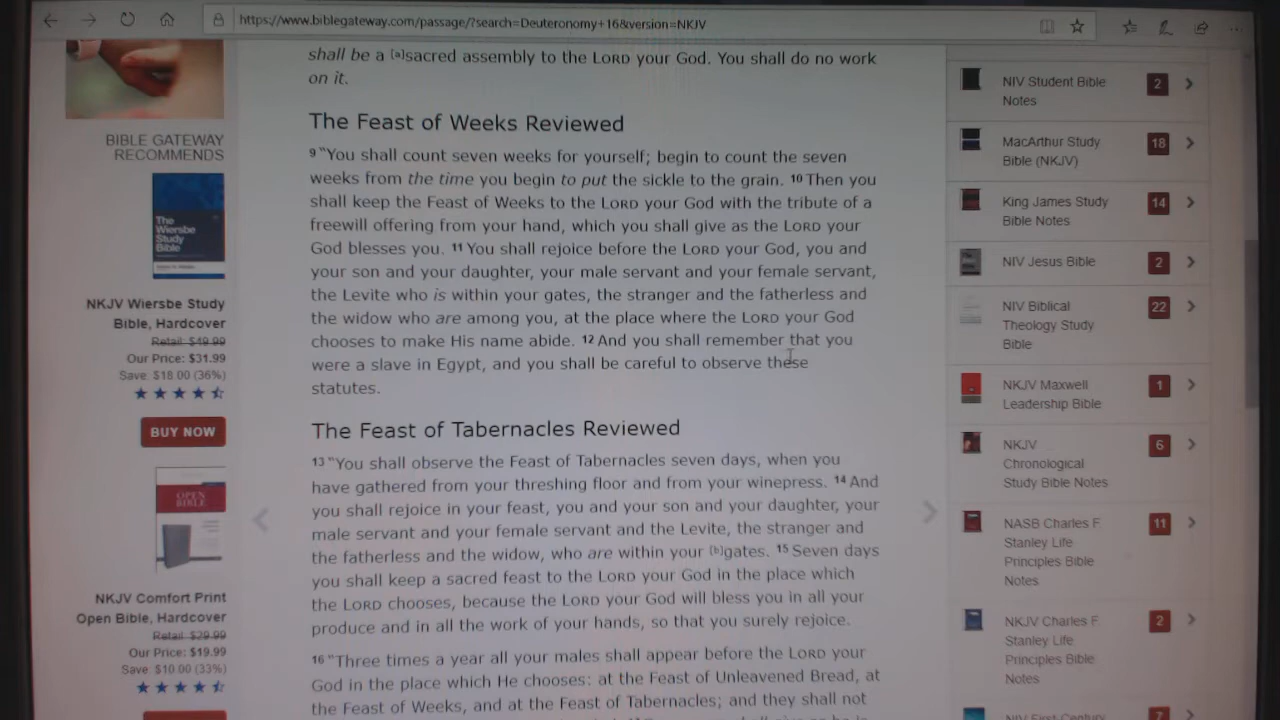 https://www.biblegateway.com/passage/?search=Deuteronomy+16&version=NKJV
shall be a [a]sacred assembly to the LORD your God. You shall do no work
on it.
The Feast of Weeks Reviewed
9 "You shall count seven weeks for yourself; begin to count the seven
weeks from the time you begin to put the sickle to the grain. 10 Then you
shall keep the Feast of Weeks to the LORD your God with the tribute of a
freewill offering from your hand, which you shall give as the LORD your
God blesses you. 11 You shall rejoice before the LORD your God, you and
your son and your daughter, your male servant and your female servant,
the Levite who is within your gates, the stranger and the fatherless and
the widow who are among you, at the place where the LORD your God
chooses to make His name abide. 12 And you shall remember that you
were a slave in Egypt, and you shall be careful to observe these
statutes.
The Feast of Tabernacles Reviewed
13 "You shall observe the Feast of Tabernacles seven days, when you
have gathered from your threshing floor and from your winepress. 14 And
you shall rejoice in your feast, you and your son and your daughter, your
male servant and your female servant and the Levite, the stranger and
the fatherless and the widow, who are within your [b]gates. 15 Seven days
you shall keep a sacred feast to the LORD your God in the place which
the LORD chooses, because the LORD your God will bless you in all your
produce and in all the work of your hands, so that you surely rejoice.
16 "Three times a year all your males shall appear before the LORD your
God in the place which He chooses: at the Feast of Unleavened Bread, at
the Feast of Weeks, and at the Feast of Tabernacles; and they shall not
BIBLE GATEWAY
RECOMMENDS
The
Wiersbe
Study
Bible
NKJV Wiersbe Study
Bible, Hardcover
Retail: $49.99
Our Price: $31.99
Save: $18.00 (36%)
BUY NOW
OPEN
BIBLE
NKJV Comfort Print
Open Bible, Hardcover
Retail: $29.99
Our Price: $19.99
Save: $10.00 (33%)
NIV Student Bible
Notes
2
MacArthur Study
Bible (NKJV)
18
King James Study
Bible Notes
14
NIV Jesus Bible
2
NIV Biblical
Theology Study
Bible
22
NKJV Maxwell
Leadership Bible
1
NKJV
Chronological
Study Bible Notes
6
NASB Charles F.
Stanley Life
Principles Bible
Notes
11
NKJV Charles F.
Stanley Life
Principles Bible
Notes
2
NIV First-Century
7